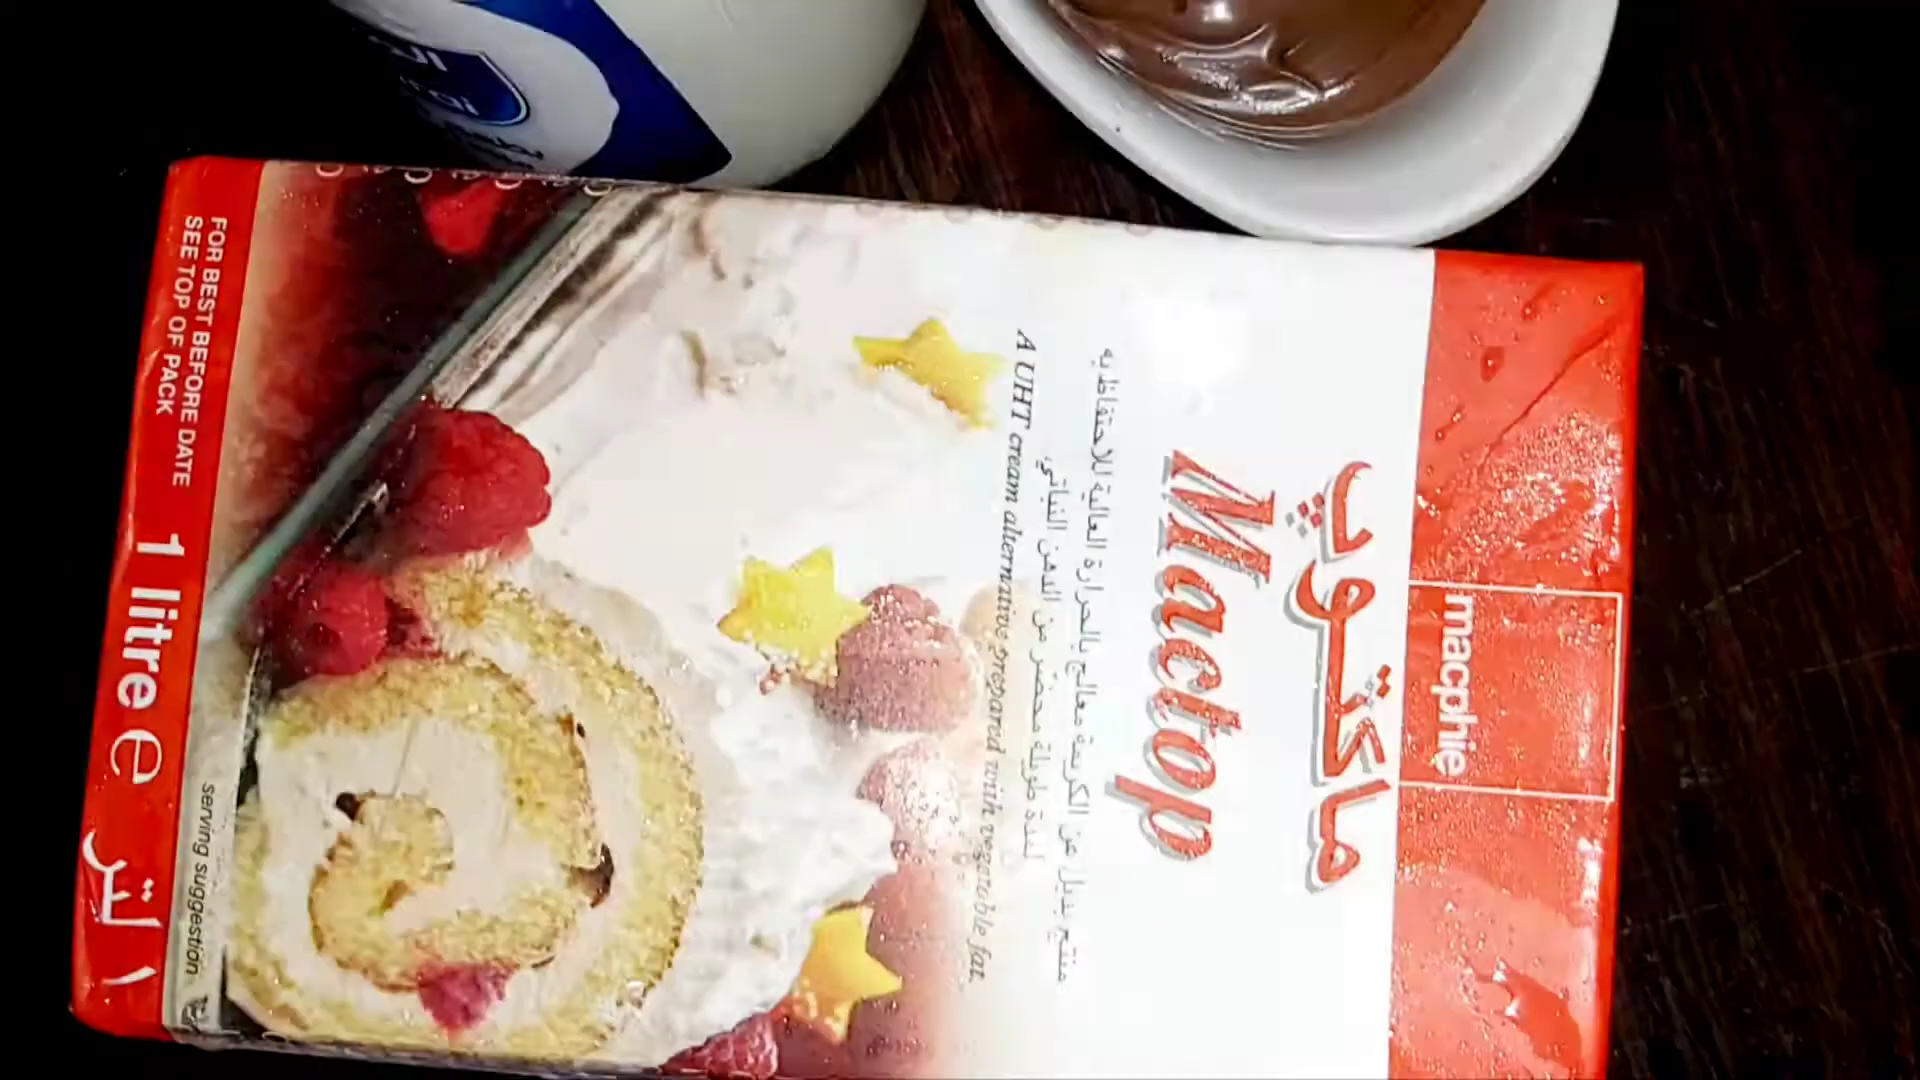 macphie
ماكتوب
Mactop
منتج بديل عن الكريمة معالج بالحرارة العالية للاحتفاظ به
لمدة طويلة محضّر من الدهن النباتي
A UHT cream alternative prepared with vegetable fat.
FOR BEST BEFORE DATE
SEE TOP OF PACK
1 litre e
١ لتر
serving suggestion